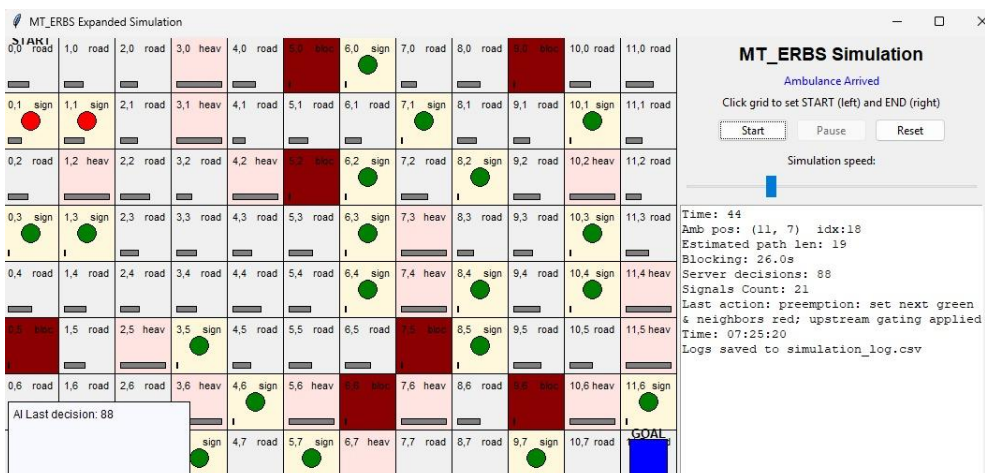 MT_ERBS Expanded Simulation
START
0,0 road 1,0 road 2,0 road 3,0 heav 4,0 road 5,0 bloc 6,0 sign 7,0 road 8,0 road 9,0 bloc 10,0 road 11,0 road
0,1 sign 1,1 sign 2,1 road 3,1 heav 4,1 road 5,1 road 6,1 road 7,1 sign 8,1 road 9,1 road 10,1 sign 11,1 road
0,2 road 1,2 heav 2,2 road 3,2 road 4,2 heav 5,2 bloc 6,2 sign 7,2 road 8,2 sign 9,2 road 10,2 heav 11,2 road
0,3 sign 1,3 sign 2,3 road 3,3 road 4,3 road 5,3 road 6,3 sign 7,3 heav 8,3 road 9,3 road 10,3 sign 11,3 road
0,4 road 1,4 road 2,4 road 3,4 road 4,4 road 5,4 road 6,4 sign 7,4 heav 8,4 sign 9,4 road 10,4 sign 11,4 heav
0,5 bloc 1,5 road 2,5 heav 3,5 sign 4,5 road 5,5 road 6,5 road 7,5 bloc 8,5 sign 9,5 road 10,5 road 11,5 heav
0,6 road 1,6 road 2,6 road 3,6 heav 4,6 sign 5,6 heav 6,6 bloc 7,6 heav 8,6 road 9,6 bloc 10,6 heav 11,6 sign
AI Last decision: 88
GOAL
sign 4,7 road 5,7 sign 6,7 heav 7,7 road 8,7 road 9,7 sign 10,7 road
MT_ERBS Simulation
Ambulance Arrived
Click grid to set START (left) and END (right)
Start Pause Reset
Simulation speed:
Time: 44
Amb pos: (11, 7) idx:18
Estimated path len: 19
Blocking: 26.0s
Server decisions: 88
Signals Count: 21
Last action: preemption: set next green
& neighbors red; upstream gating applied
Time: 07:25:20
Logs saved to simulation_log.csv